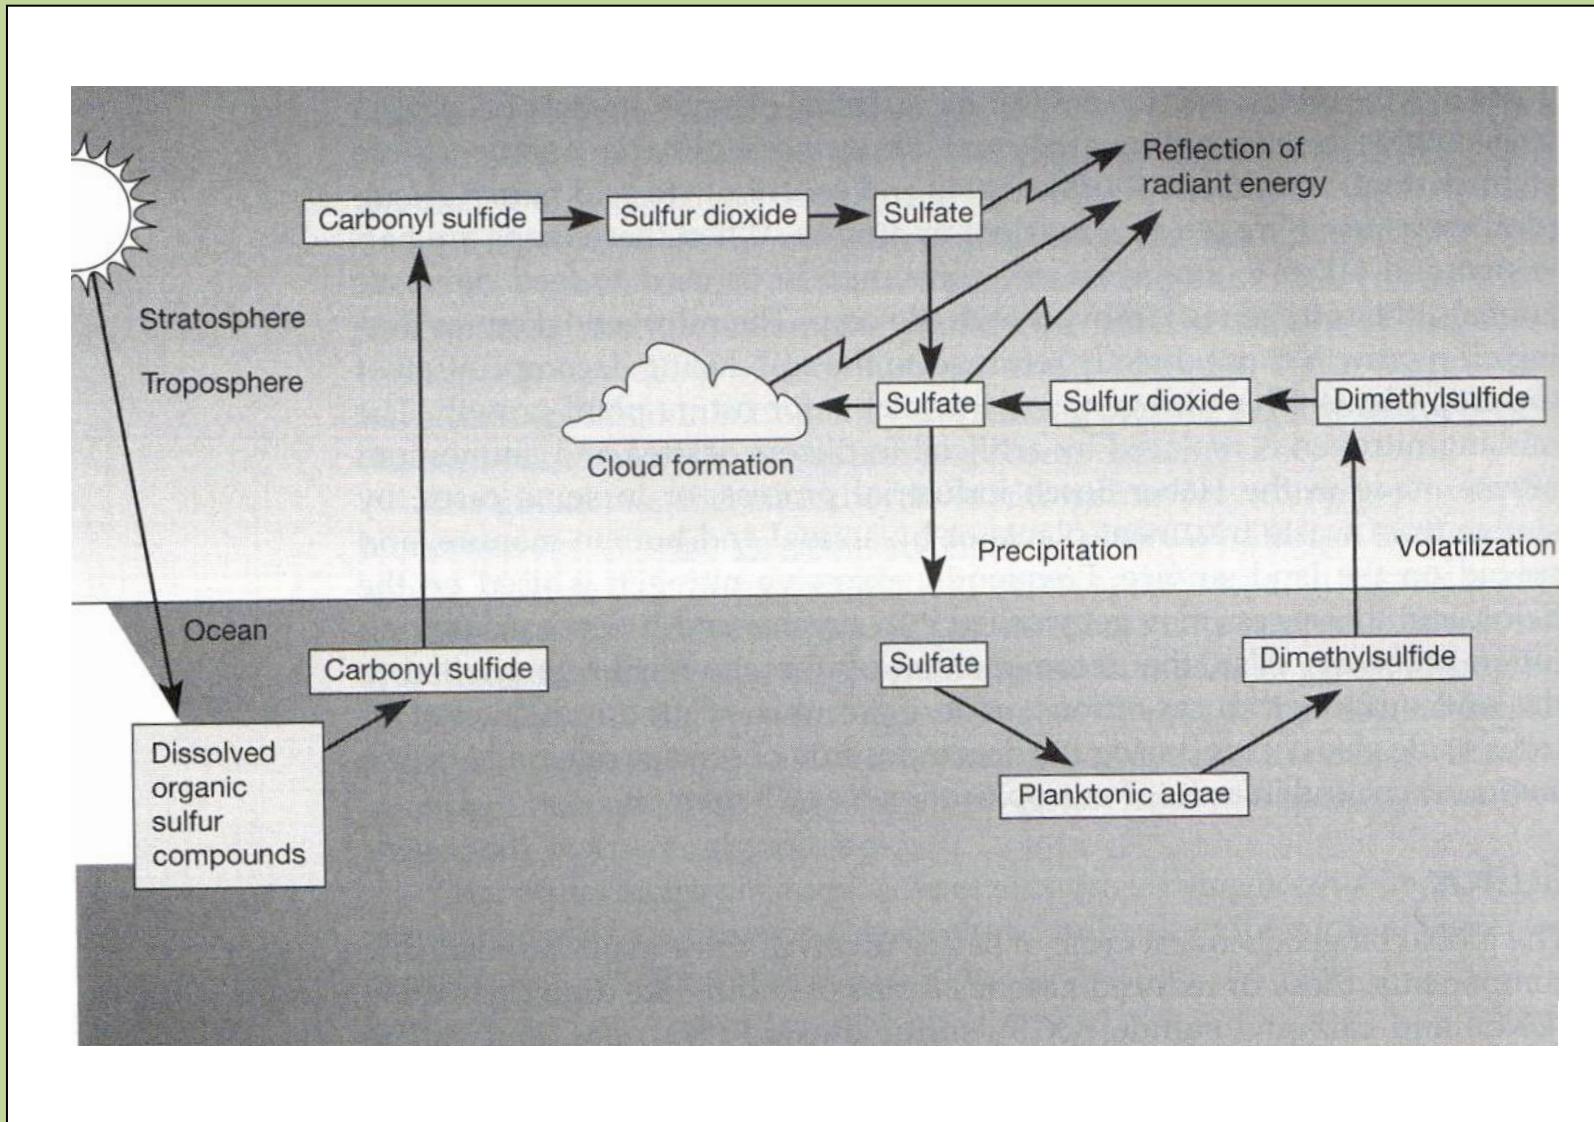 Reflection of
radiant energy
Carbonyl sulfide
Sulfur dioxide
Sulfate
Stratosphere
Troposphere
Sulfate
Sulfur dioxide
Dimethylsulfide
Cloud formation
Precipitation
Volatilization
Ocean
Carbonyl sulfide
Sulfate
Dimethylsulfide
Dissolved
organic
sulfur
compounds
Planktonic algae